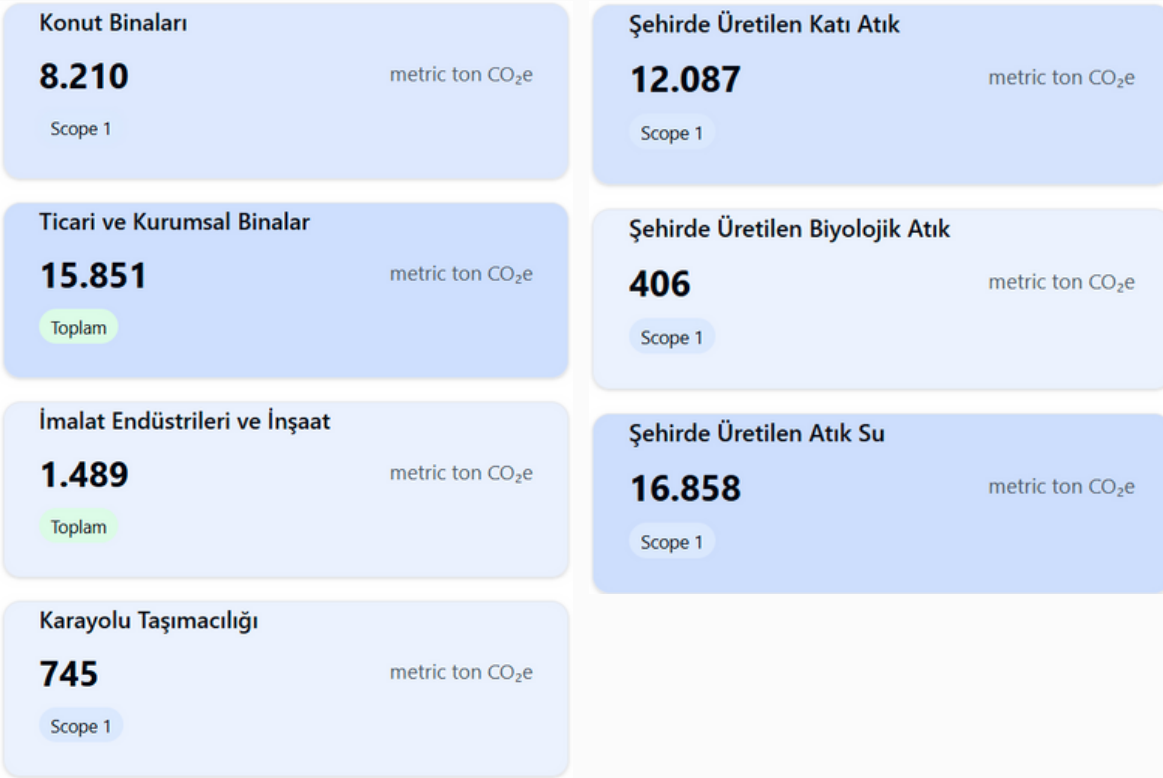 Konut Binaları
8.210 metric ton CO₂e
Scope 1
Ticari ve Kurumsal Binalar
15.851 metric ton CO₂e
Toplam
İmalat Endüstrileri ve İnşaat
1.489 metric ton CO₂e
Toplam
Karayolu Taşımacılığı
745 metric ton CO₂e
Scope 1
Şehirde Üretilen Katı Atık
12.087 metric ton CO₂e
Scope 1
Şehirde Üretilen Biyolojik Atık
406 metric ton CO₂e
Scope 1
Şehirde Üretilen Atık Su
16.858 metric ton CO₂e
Scope 1